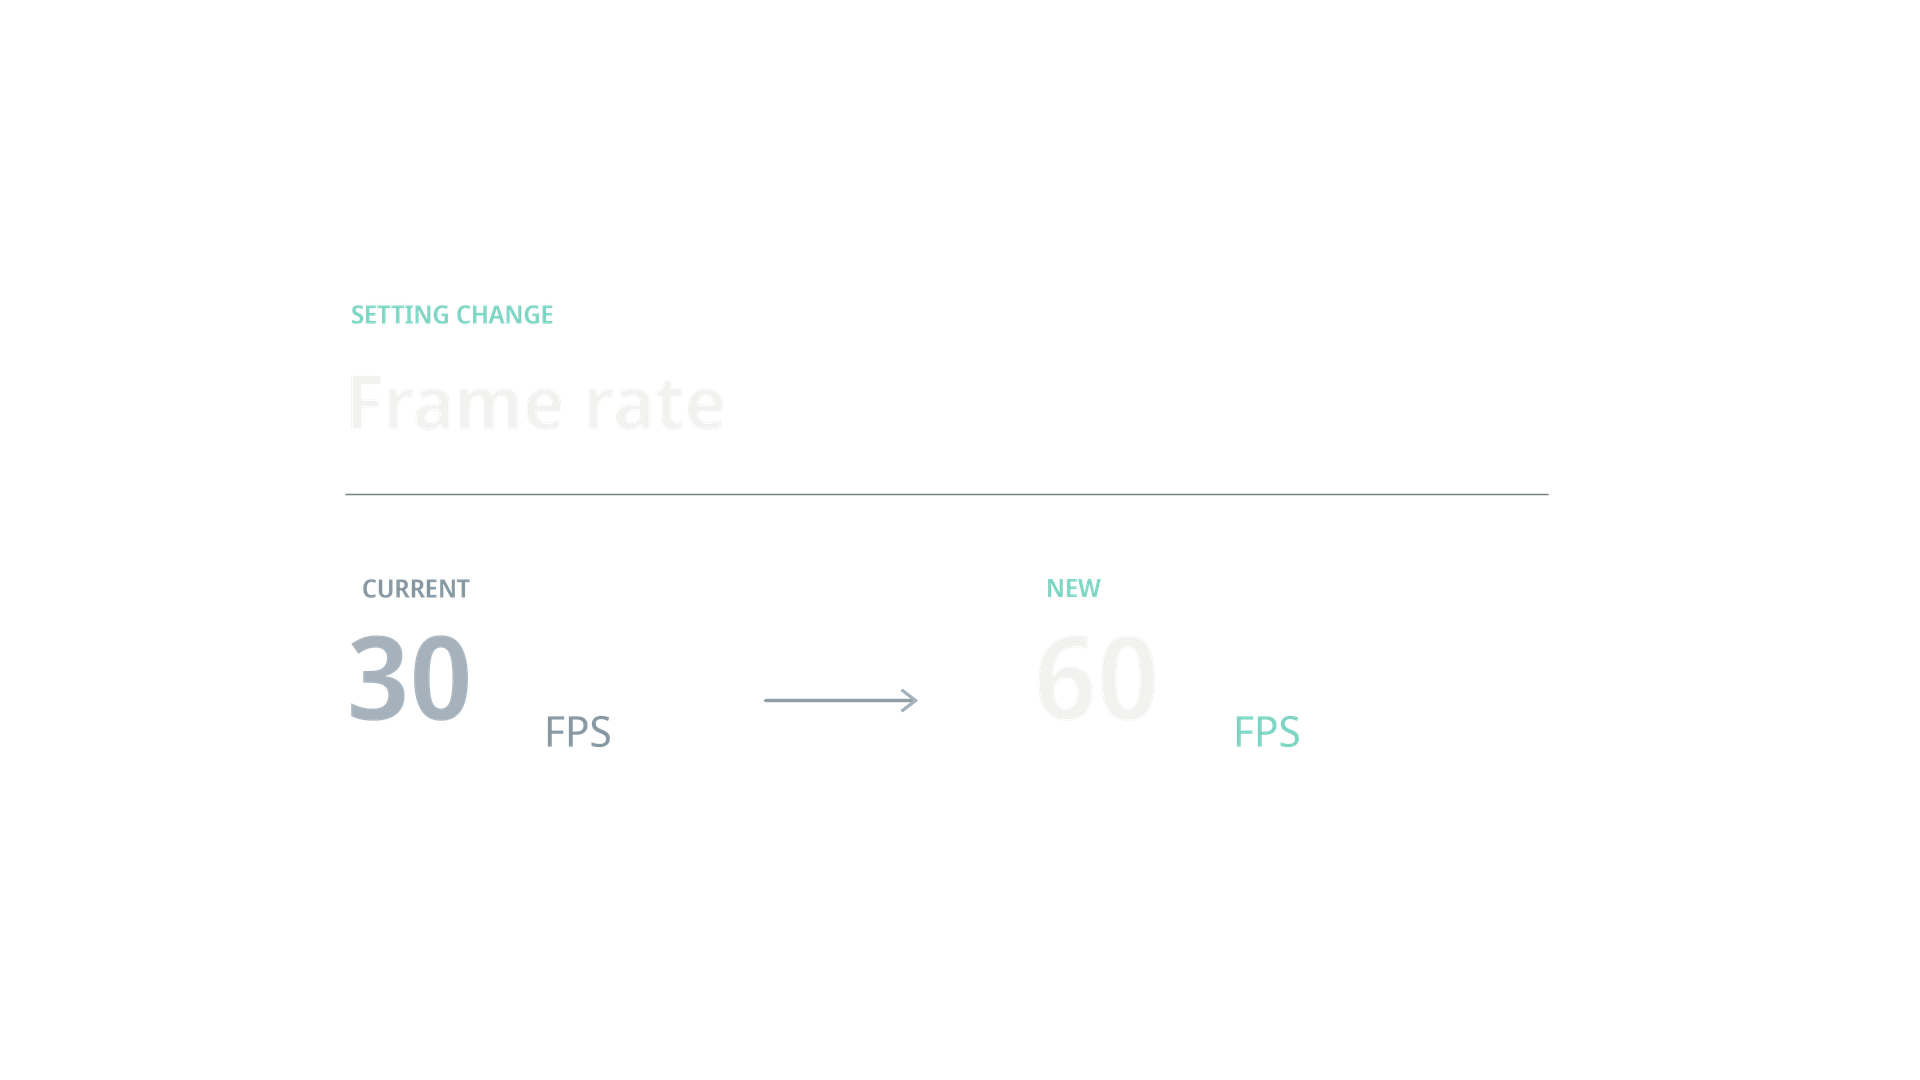 SETTING CHANGE
Frame rate
CURRENT
30 FPS
NEW
60 FPS